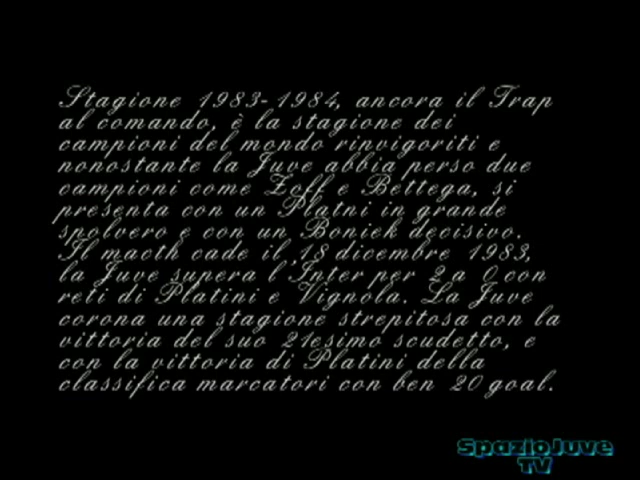 Stagione 1983-1984, ancora il Trap
al comando, è la stagione dei
campioni del mondo rinvigoriti e
nonostante la Juve abbia perso due
campioni come Zoff e Bettega, si
presenta con un Platni in grande
spolvero e con un Boniek decisivo.
Il macth cade il ,18 dicembre 1983,
la Juve supera l'Inter per 2 a 0 con
reti di Platini e Vignola. La Juve
corona una stagione strepitosa con la
vittoria del suo 21esimo scudetto, e
con la vittoria di Platini della
classifica marcatori con ben 20 goal.
SpazioJuve
TV